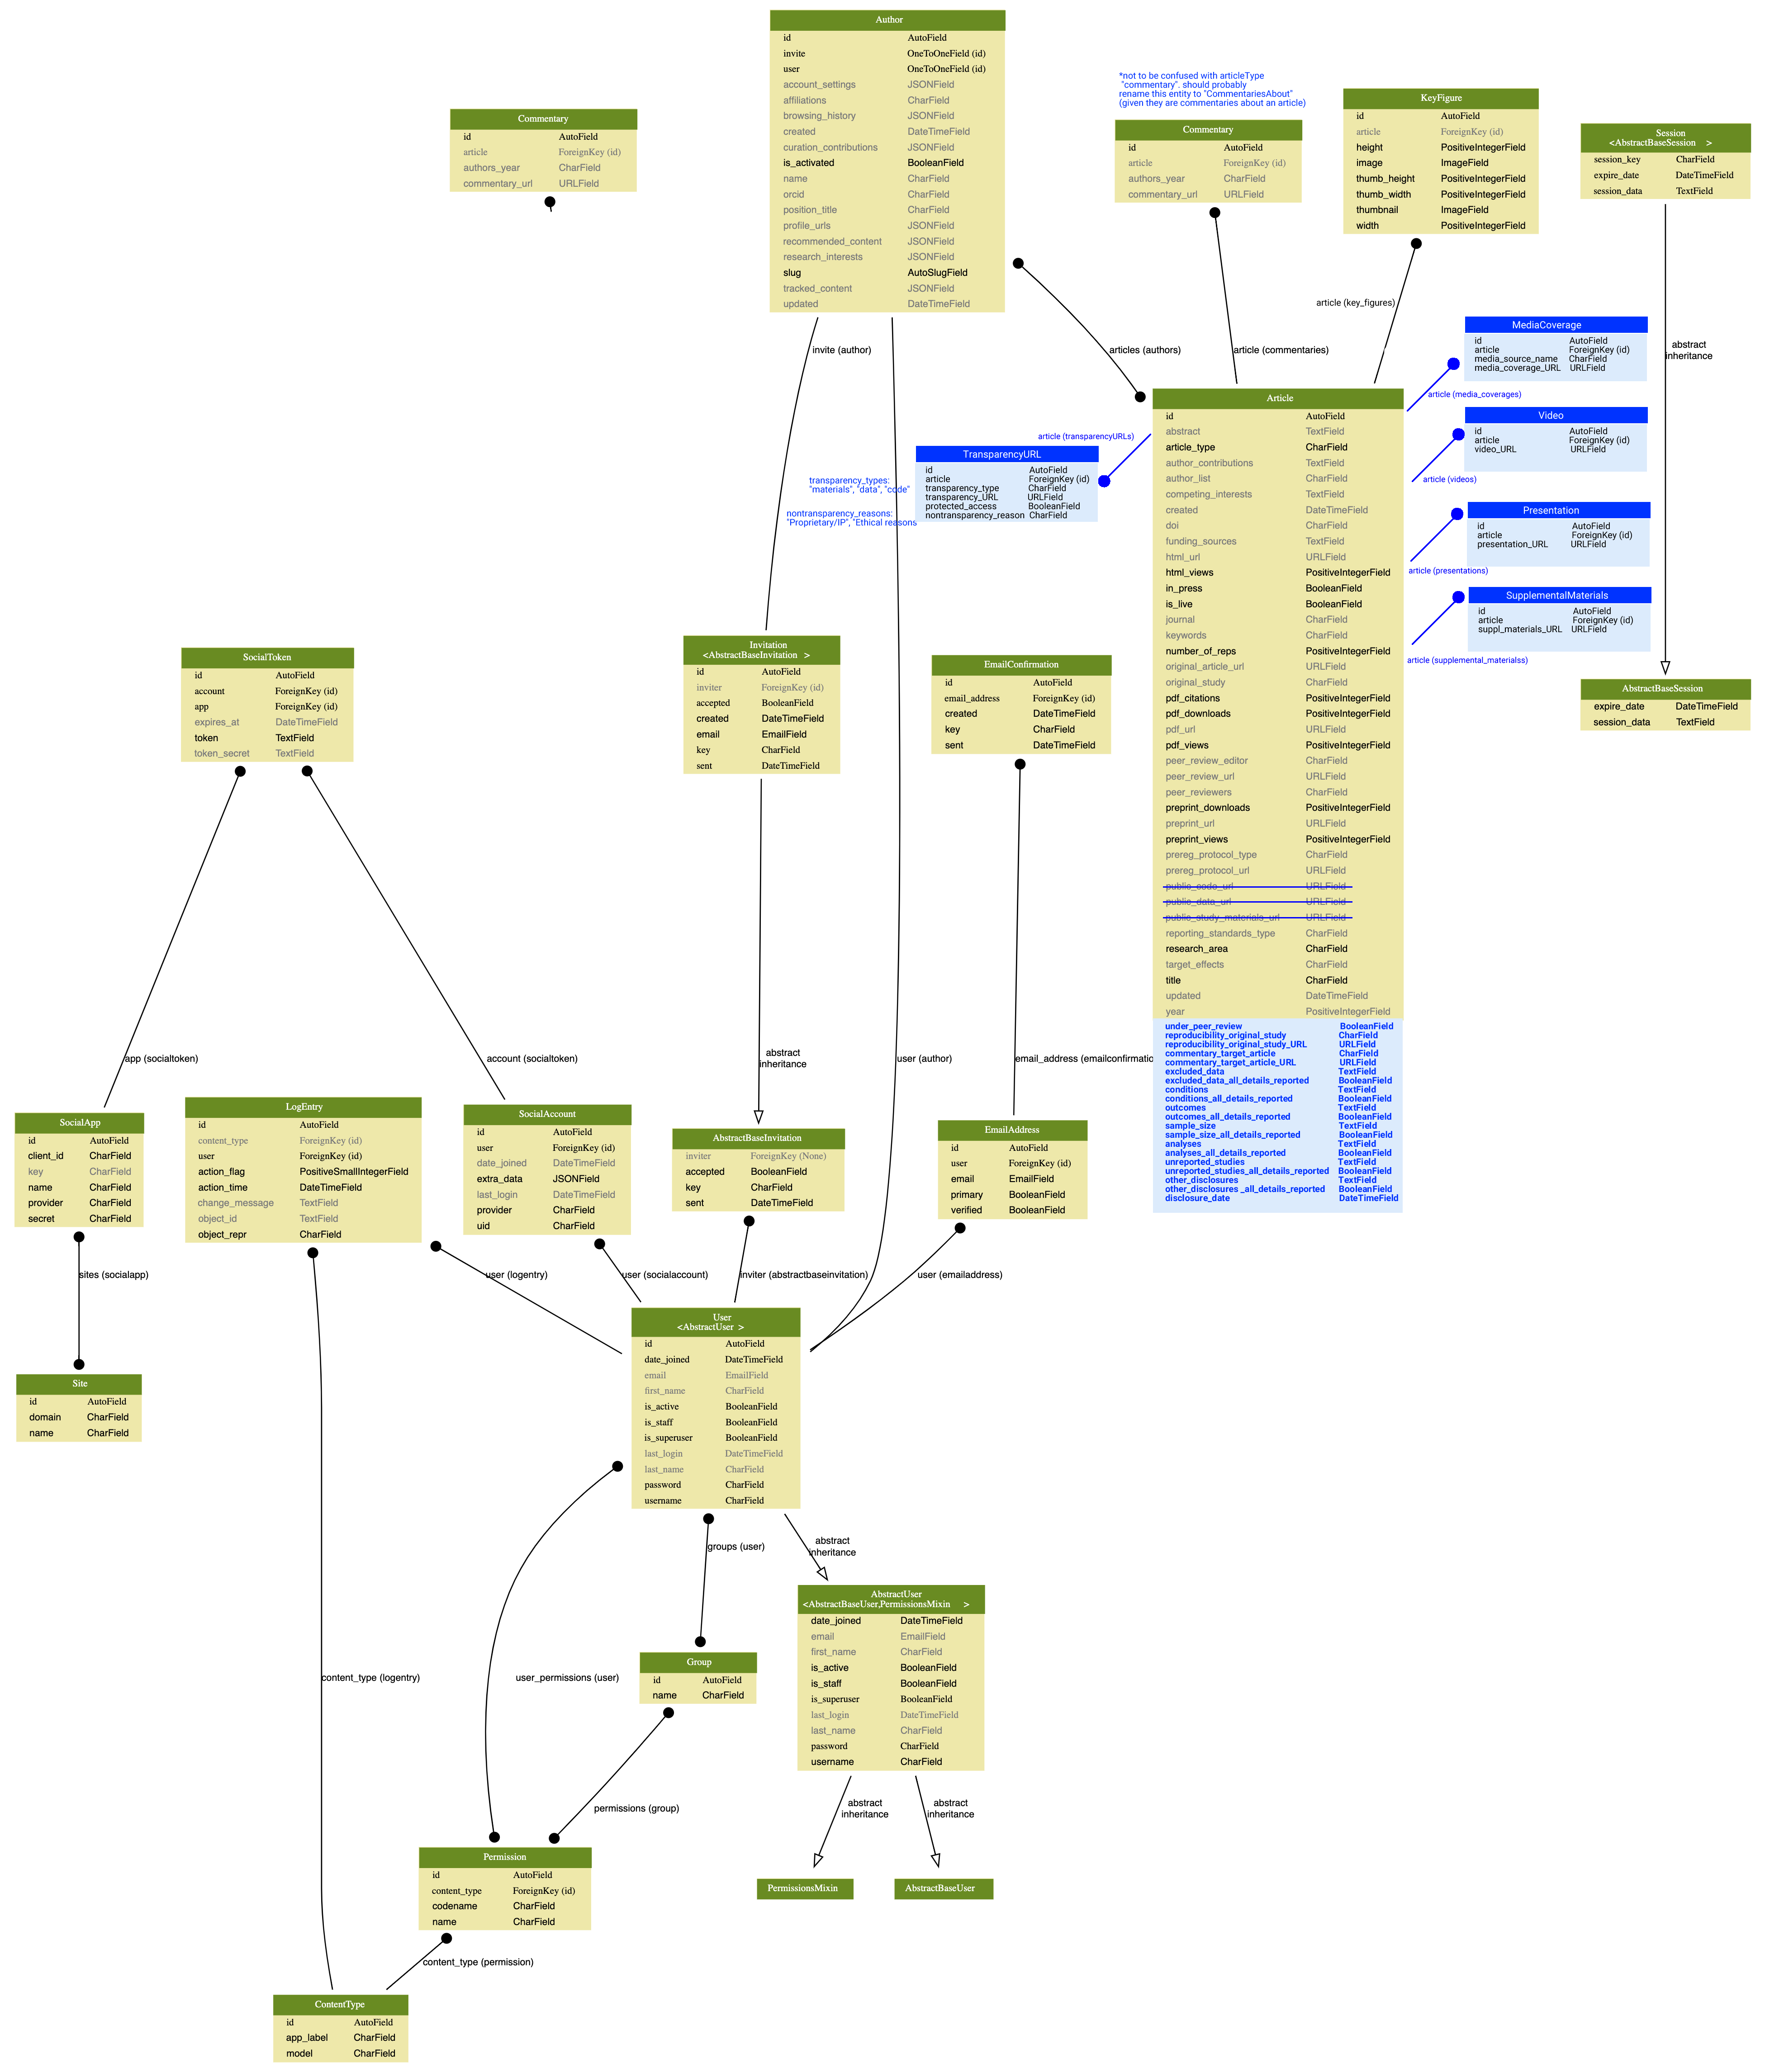 Author
id AutoField
invite OneToOneField (id)
user OneToOneField (id)
account_settings JSONField
affiliations CharField
browsing_history JSONField
created DateTimeField
curation_contributions JSONField
is_activated BooleanField
name CharField
orcid CharField
position_title CharField
profile_urls JSONField
recommended_content JSONField
research_interests JSONField
slug AutoSlugField
tracked_content JSONField
updated DateTimeField
Commentary
id AutoField
article ForeignKey (id)
authors_year CharField
commentary_url URLField
*not to be confused with articleType
"commentary". should probably
rename this entity to "CommentariesAbout"
(given they are commentaries about an article)
Commentary
id AutoField
article ForeignKey (id)
authors_year CharField
commentary_url URLField
KeyFigure
id AutoField
article ForeignKey (id)
height PositiveIntegerField
image ImageField
thumb_height PositiveIntegerField
thumb_width PositiveIntegerField
thumbnail ImageField
width PositiveIntegerField
Session
<AbstractBaseSession >
session_key CharField
expire_date DateTimeField
session_data TextField
invite (author)
articles (authors)
article (commentaries)
article (key_figures)
abstract
inheritance
MediaCoverage
id AutoField
article ForeignKey (id)
media_source_name CharField
media_coverage_URL URLField
article (media_coverages)
Video
id AutoField
article ForeignKey (id)
video_URL URLField
article (videos)
Presentation
id AutoField
article ForeignKey (id)
presentation_URL URLField
article (presentations)
SupplementalMaterials
id AutoField
article ForeignKey (id)
suppl_materials_URL URLField
article (supplemental_materialss)
article (transparencyURLs)
TransparencyURL
id AutoField
article ForeignKey (id)
transparency_type CharField
transparency_URL URLField
protected_access BooleanField
nontransparency_reason CharField
transparency_types:
"materials", "data", "code"
nontransparency_reasons:
"Proprietary/IP", "Ethical reasons
Article
id AutoField
abstract TextField
article_type CharField
author_contributions TextField
author_list CharField
competing_interests TextField
created DateTimeField
doi CharField
funding_sources TextField
html_url URLField
html_views PositiveIntegerField
in_press BooleanField
is_live BooleanField
journal CharField
keywords CharField
number_of_reps PositiveIntegerField
original_article_url URLField
original_study CharField
pdf_citations PositiveIntegerField
pdf_downloads PositiveIntegerField
pdf_url URLField
pdf_views PositiveIntegerField
peer_review_editor CharField
peer_review_url URLField
peer_reviewers CharField
preprint_downloads PositiveIntegerField
preprint_url URLField
preprint_views PositiveIntegerField
prereg_protocol_type CharField
prereg_protocol_url URLField
public_code_url URLField
public_data_url URLField
public_study_materials_url URLField
reporting_standards_type CharField
research_area CharField
target_effects CharField
title CharField
updated DateTimeField
year PositiveIntegerField
under_peer_review BooleanField
reproducibility_original_study CharField
reproducibility_original_study_URL URLField
commentary_target_article CharField
commentary_target_article_URL URLField
excluded_data TextField
excluded_data_all_details_reported BooleanField
conditions TextField
conditions_all_details_reported BooleanField
outcomes TextField
outcomes_all_details_reported BooleanField
sample_size TextField
sample_size_all_details_reported BooleanField
analyses TextField
analyses_all_details_reported BooleanField
unreported_studies TextField
unreported_studies_all_details_reported BooleanField
other_disclosures TextField
other_disclosures _all_details_reported BooleanField
disclosure_date DateTimeField
SocialToken
id AutoField
account ForeignKey (id)
app ForeignKey (id)
expires_at DateTimeField
token TextField
token_secret TextField
Invitation
<AbstractBaseInvitation >
id AutoField
inviter ForeignKey (id)
accepted BooleanField
created DateTimeField
email EmailField
key CharField
sent DateTimeField
EmailConfirmation
id AutoField
email_address ForeignKey (id)
created DateTimeField
key CharField
sent DateTimeField
AbstractBaseSession
expire_date DateTimeField
session_data TextField
app (socialtoken)
account (socialtoken)
abstract
inheritance
user (author)
email_address (emailconfirmatio
SocialApp
id AutoField
client_id CharField
key CharField
name CharField
provider CharField
secret CharField
LogEntry
id AutoField
content_type ForeignKey (id)
user ForeignKey (id)
action_flag PositiveSmallIntegerField
action_time DateTimeField
change_message TextField
object_id TextField
object_repr CharField
SocialAccount
id AutoField
user ForeignKey (id)
date_joined DateTimeField
extra_data JSONField
last_login DateTimeField
provider CharField
uid CharField
AbstractBaseInvitation
inviter ForeignKey (None)
accepted BooleanField
key CharField
sent DateTimeField
EmailAddress
id AutoField
user ForeignKey (id)
email EmailField
primary BooleanField
verified BooleanField
sites (socialapp)
user (logentry)
user (socialaccount)
inviter (abstractbaseinvitation)
user (emailaddress)
Site
id AutoField
domain CharField
name CharField
User
<AbstractUser >
id AutoField
date_joined DateTimeField
email EmailField
first_name CharField
is_active BooleanField
is_staff BooleanField
is_superuser BooleanField
last_login DateTimeField
last_name CharField
password CharField
username CharField
groups (user)
abstract
inheritance
AbstractUser
<AbstractBaseUser,PermissionsMixin >
date_joined DateTimeField
email EmailField
first_name CharField
is_active BooleanField
is_staff BooleanField
is_superuser BooleanField
last_login DateTimeField
last_name CharField
password CharField
username CharField
content_type (logentry)
user_permissions (user)
Group
id AutoField
name CharField
permissions (group)
abstract
inheritance
abstract
inheritance
Permission
id AutoField
content_type ForeignKey (id)
codename CharField
name CharField
PermissionsMixin
AbstractBaseUser
content_type (permission)
ContentType
id AutoField
app_label CharField
model CharField